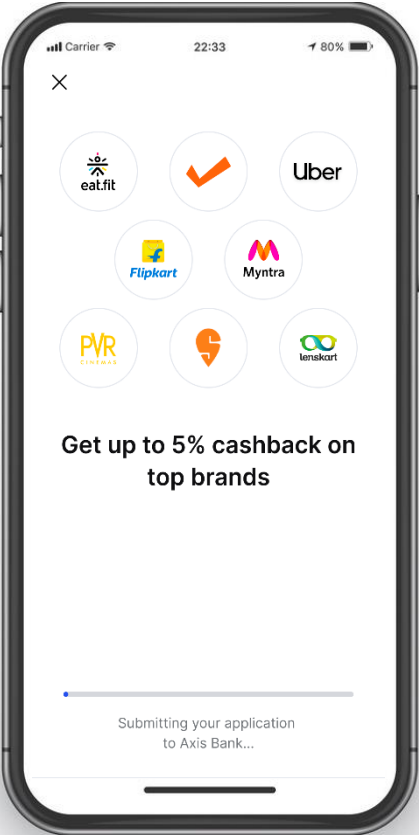 Carrier
22:33
80%
eat.fit
Uber
Flipkart
Myntra
PVR
CINEMAS
lenskart
Get up to 5% cashback on
top brands
Submitting your application
to Axis Bank...